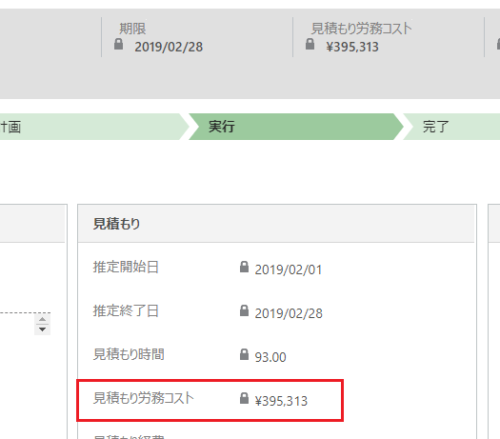 期限
2019/02/28
見積もり労務コスト
¥395,313
計画
実行
完了
見積もり
推定開始日 2019/02/01
推定終了日 2019/02/28
見積もり時間 93.00
見積もり労務コスト ¥395,313